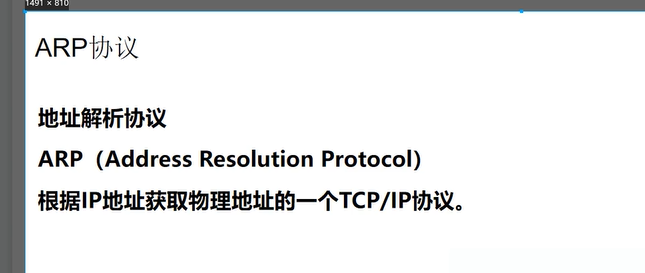 1491 × 810
ARP协议
地址解析协议
ARP（Address Resolution Protocol）
根据IP地址获取物理地址的一个TCP/IP协议。